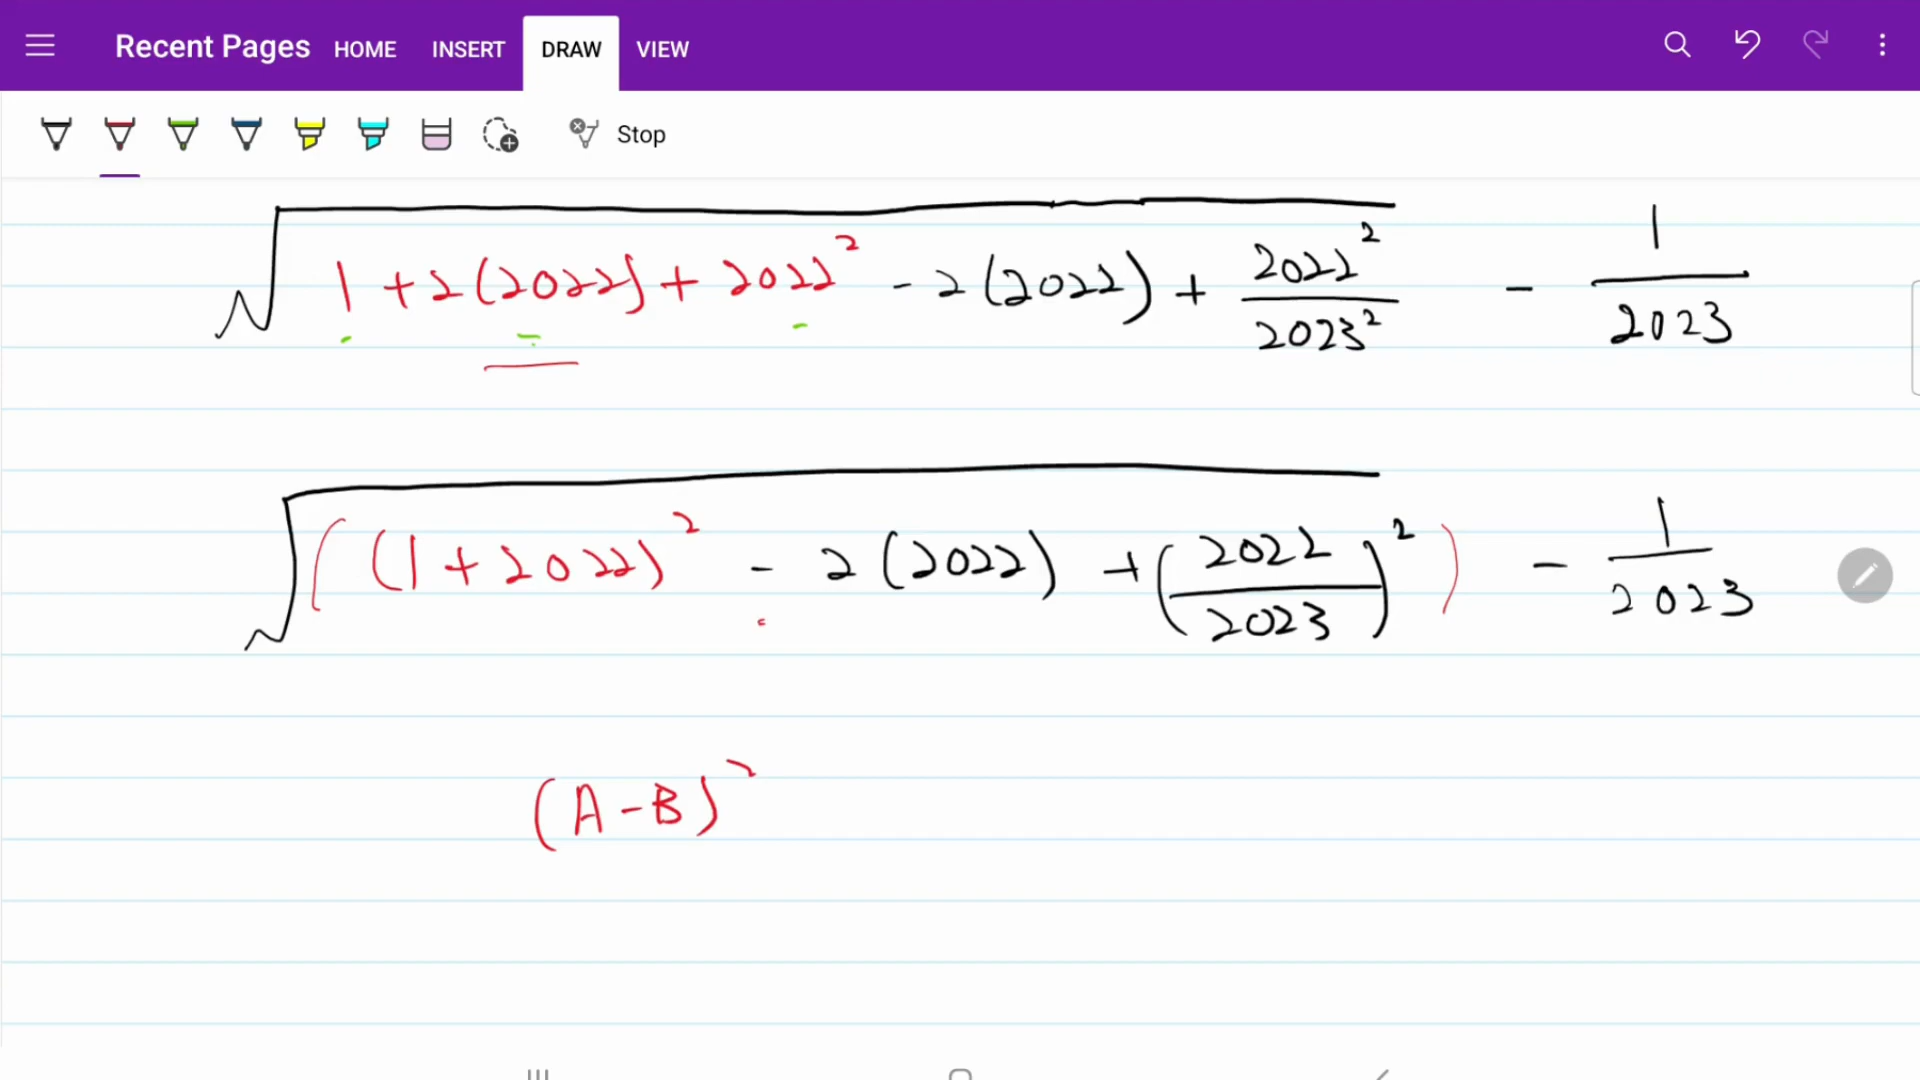 Recent Pages HOME INSERT DRAW VIEW
Stop
√(1 + 2(2022) + 2022² - 2(2022) + 2022²/2023²) - 1/2023
√((1 + 2022)² - 2(2022) + (2022/2023)²) - 1/2023
(A - B)²